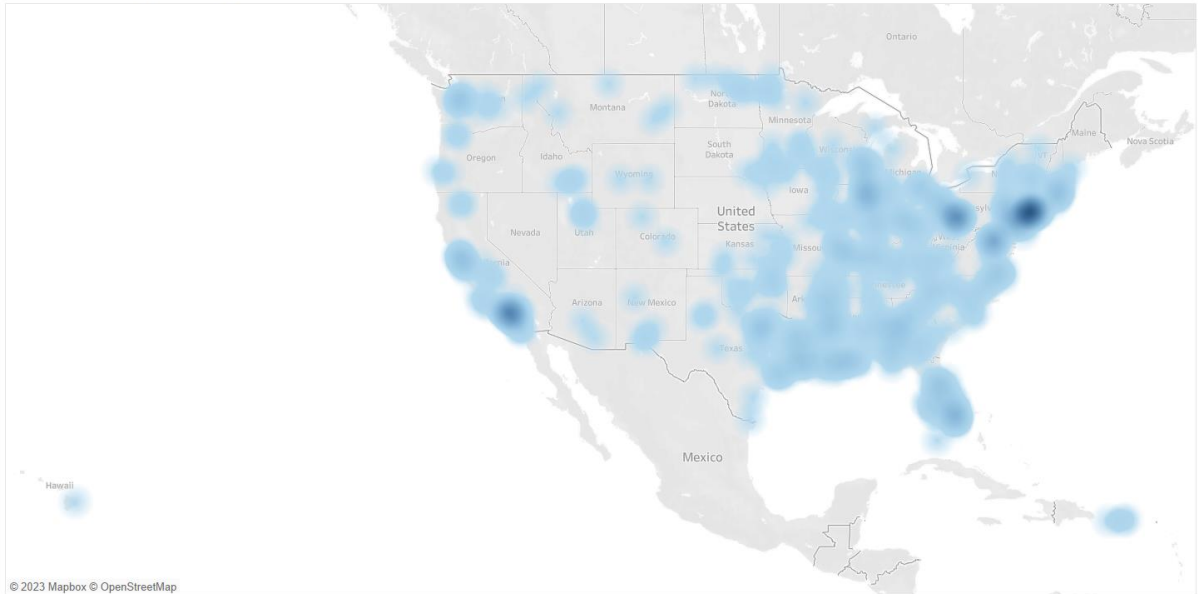 Ontario
Montana
North
Dakota
Minnesota
Maine
Nova Scotia
Oregon
Idaho
South
Dakota
Wyoming
Iowa
United
States
Nevada
Utah
Colorado
Kansas
Missou
Arizona
New Mexico
Texas
Mexico
Hawaii
© 2023 Mapbox © OpenStreetMap